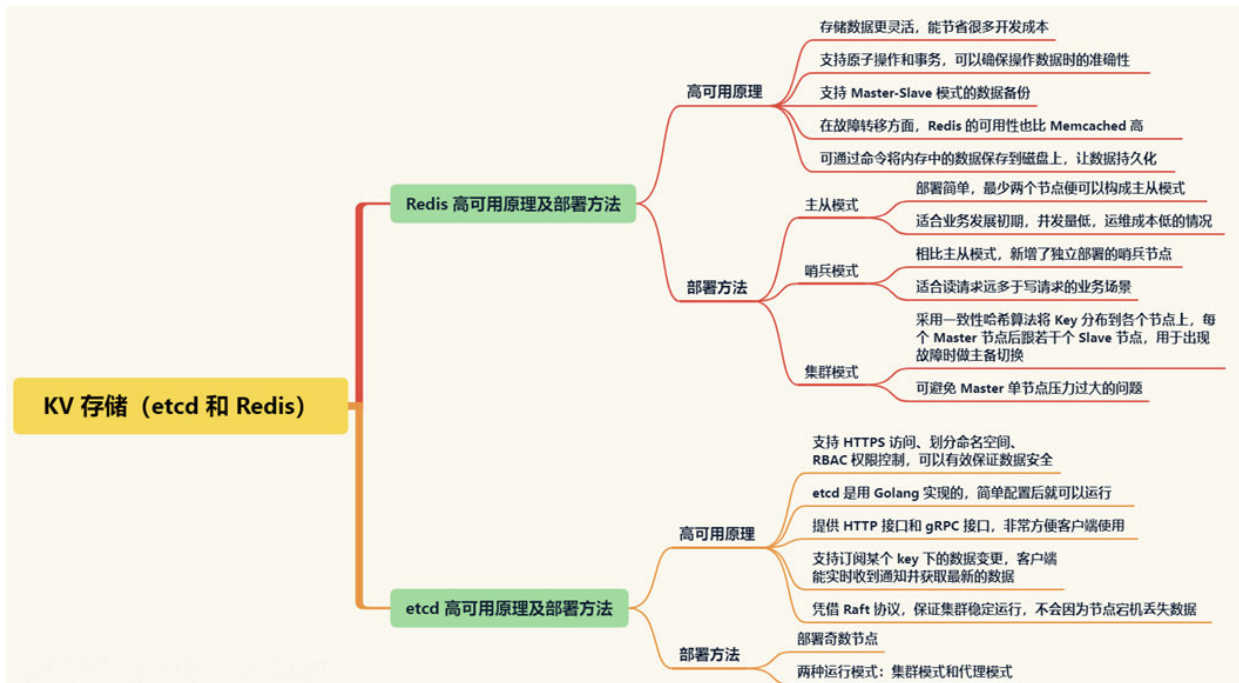 KV 存储（etcd 和 Redis）
Redis 高可用原理及部署方法
高可用原理
存储数据更灵活，能节省很多开发成本
支持原子操作和事务，可以确保操作数据时的准确性
支持 Master-Slave 模式的数据备份
在故障转移方面，Redis 的可用性也比 Memcached 高
可通过命令将内存中的数据保存到磁盘上，让数据持久化
部署方法
主从模式
部署简单，最少两个节点便可以构成主从模式
适合业务发展初期，并发量低，运维成本低的情况
哨兵模式
相比主从模式，新增了独立部署的哨兵节点
适合读请求远多于写请求的业务场景
集群模式
采用一致性哈希算法将 Key 分布到各个节点上，每
个 Master 节点后跟若干个 Slave 节点，用于出现
故障时做主备切换
可避免 Master 单节点压力过大的问题
etcd 高可用原理及部署方法
高可用原理
支持 HTTPS 访问、划分命名空间、
RBAC 权限控制，可以有效保证数据安全
etcd 是用 Golang 实现的，简单配置后就可以运行
提供 HTTP 接口和 gRPC 接口，非常方便客户端使用
支持订阅某个 key 下的数据变更，客户端
能实时收到通知并获取最新的数据
凭借 Raft 协议，保证集群稳定运行，不会因为节点宕机丢失数据
部署方法
部署奇数节点
两种运行模式：集群模式和代理模式